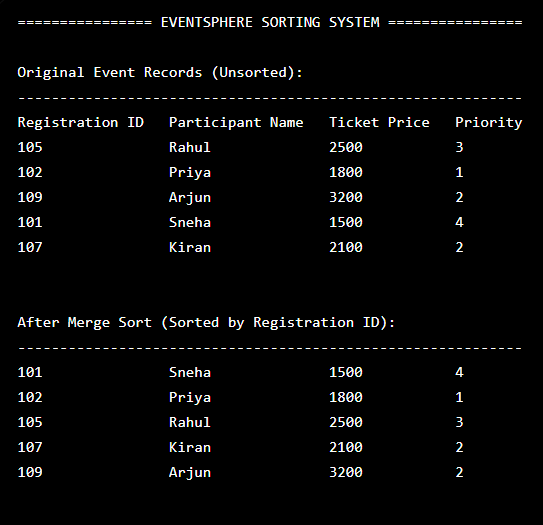 ================ EVENTSPHERE SORTING SYSTEM ================
Original Event Records (Unsorted):
------------------------------------------------------------
Registration ID   Participant Name   Ticket Price   Priority
105               Rahul              2500           3
102               Priya              1800           1
109               Arjun              3200           2
101               Sneha              1500           4
107               Kiran              2100           2
After Merge Sort (Sorted by Registration ID):
------------------------------------------------------------
101               Sneha              1500           4
102               Priya              1800           1
105               Rahul              2500           3
107               Kiran              2100           2
109               Arjun              3200           2